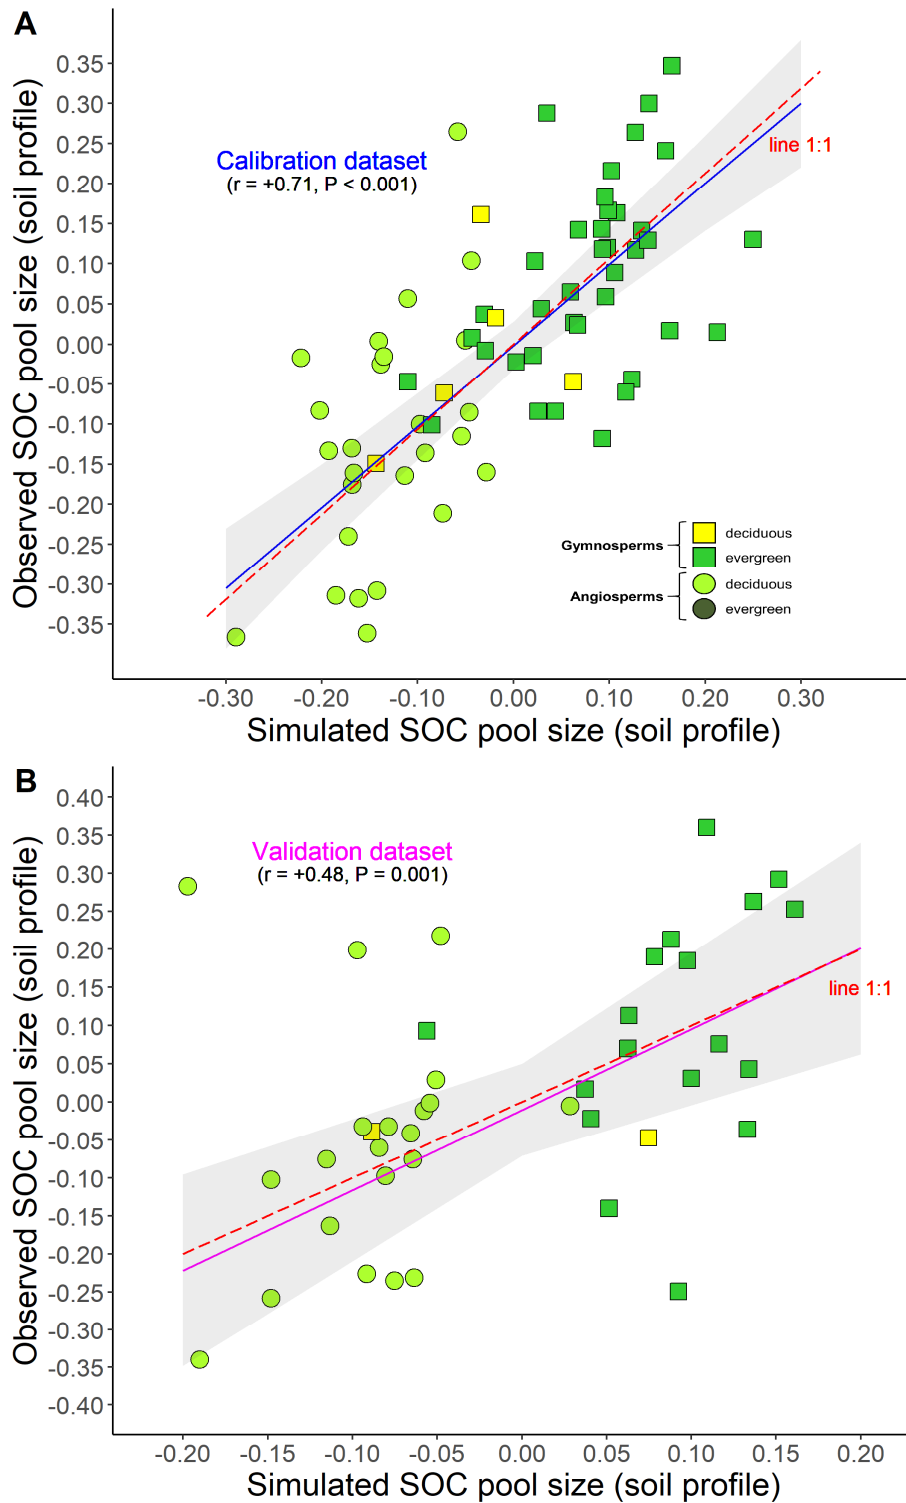 A
Observed SOC pool size (soil profile)
0.35
0.30
0.25
0.20
0.15
0.10
0.05
0.00
-0.05
-0.10
-0.15
-0.20
-0.25
-0.30
-0.35
Calibration dataset
(r = +0.71, P < 0.001)
line 1:1
Gymnosperms
deciduous
evergreen
Angiosperms
deciduous
evergreen
-0.30 -0.20 -0.10 0.00 0.10 0.20 0.30
Simulated SOC pool size (soil profile)
B
Observed SOC pool size (soil profile)
0.40
0.35
0.30
0.25
0.20
0.15
0.10
0.05
0.00
-0.05
-0.10
-0.15
-0.20
-0.25
-0.30
-0.35
-0.40
Validation dataset
(r = +0.48, P = 0.001)
line 1:1
-0.20 -0.15 -0.10 -0.05 0.00 0.05 0.10 0.15 0.20
Simulated SOC pool size (soil profile)